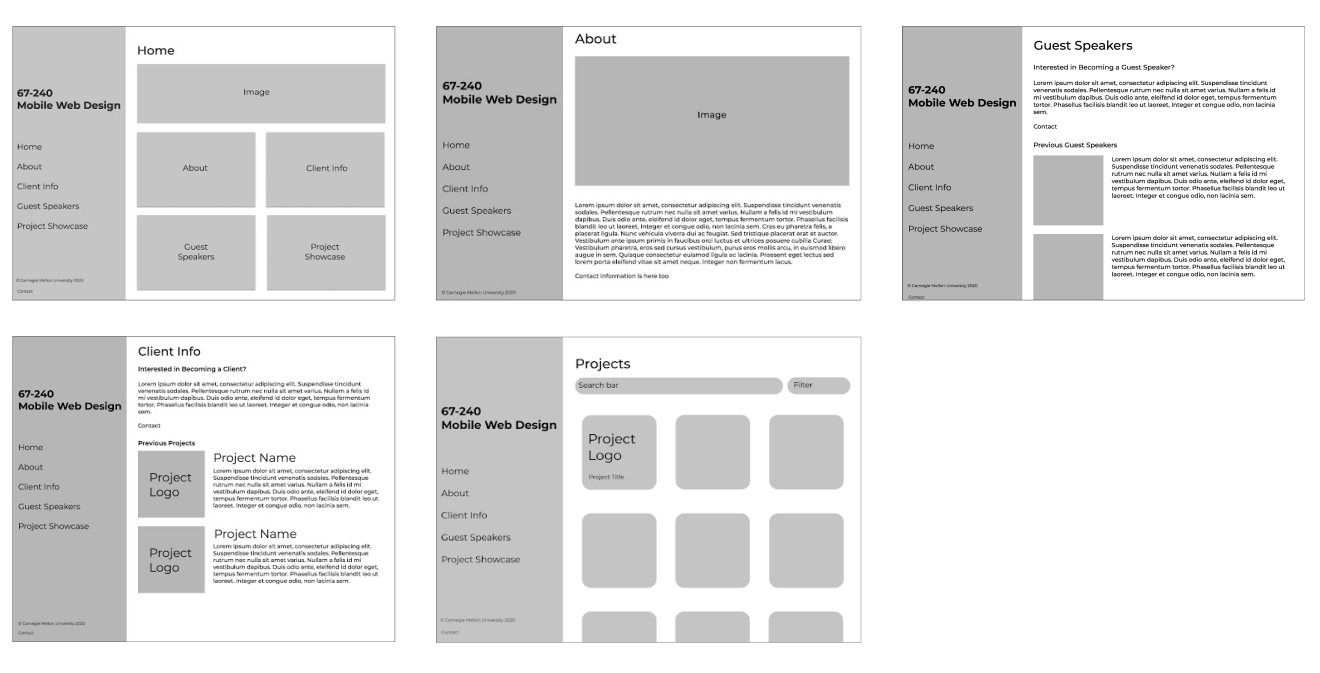 Home
67-240
Mobile Web Design
Home
About
Client Info
Guest Speakers
Project Showcase
© Carnegie Mellon University 2020
Contact
Image
About
Client Info
Guest
Speakers
Project
Showcase
About
67-240
Mobile Web Design
Home
About
Client Info
Guest Speakers
Project Showcase
© Carnegie Mellon University 2020
Image
Lorem ipsum dolor sit amet, consectetur adipiscing elit. Suspendisse tincidunt venenatis
sodales. Pellentesque rutrum nec nulla sit amet varius. Nullam a felis id mi vestibulum
dapibus. Duis odio ante, eleifend id dolor eget, tempus fermentum tortor. Phasellus facilisis
blandit leo ut laoreet. Integer et congue odio, non lacinia sem. Cras eu pharetra felis, a
placerat ligula. Nunc vehicula viverra dui ac feugiat. Sed tristique placerat erat et auctor.
Vestibulum ante ipsum primis in faucibus orci luctus et ultrices posuere cubilia Curae;
Vestibulum pharetra, eros sed cursus vestibulum, purus eros mollis arcu, in euismod libero
augue in sem. Quisque consectetur euismod ligula ac lacinia. Praesent eget lectus sed
lorem porta eleifend vitae sit amet neque. Integer non fermentum lacus.
Contact Information is here too
Guest Speakers
67-240
Mobile Web Design
Home
About
Client Info
Guest Speakers
Project Showcase
© Carnegie Mellon University 2020
Contact
Interested in Becoming a Guest Speaker?
Lorem ipsum dolor sit amet, consectetur adipiscing elit. Suspendisse tincidunt
venenatis sodales. Pellentesque rutrum nec nulla sit amet varius. Nullam a felis id
mi vestibulum dapibus. Duis odio ante, eleifend id dolor eget, tempus fermentum
tortor. Phasellus facilisis blandit leo ut laoreet. Integer et congue odio, non lacinia
sem.
Contact
Previous Guest Speakers
Lorem ipsum dolor sit amet, consectetur adipiscing elit.
Suspendisse tincidunt venenatis sodales. Pellentesque
rutrum nec nulla sit amet varius. Nullam a felis id mi
vestibulum dapibus. Duis odio ante, eleifend id dolor eget,
tempus fermentum tortor. Phasellus facilisis blandit leo ut
laoreet. Integer et congue odio, non lacinia sem.
Lorem ipsum dolor sit amet, consectetur adipiscing elit.
Suspendisse tincidunt venenatis sodales. Pellentesque
rutrum nec nulla sit amet varius. Nullam a felis id mi
vestibulum dapibus. Duis odio ante, eleifend id dolor eget,
tempus fermentum tortor. Phasellus facilisis blandit leo ut
laoreet. Integer et congue odio, non lacinia sem.
Client Info
67-240
Mobile Web Design
Home
About
Client Info
Guest Speakers
Project Showcase
© Carnegie Mellon University 2020
Contact
Interested in Becoming a Client?
Lorem ipsum dolor sit amet, consectetur adipiscing elit. Suspendisse tincidunt
venenatis sodales. Pellentesque rutrum nec nulla sit amet varius. Nullam a felis id
mi vestibulum dapibus. Duis odio ante, eleifend id dolor eget, tempus fermentum
tortor. Phasellus facilisis blandit leo ut laoreet. Integer et congue odio, non lacinia
sem.
Contact
Previous Projects
Project
Logo
Project Name
Lorem ipsum dolor sit amet, consectetur adipiscing elit.
Suspendisse tincidunt venenatis sodales. Pellentesque
rutrum nec nulla sit amet varius. Nullam a felis id mi
vestibulum dapibus. Duis odio ante, eleifend id dolor eget,
tempus fermentum tortor. Phasellus facilisis blandit leo ut
laoreet. Integer et congue odio, non lacinia sem.
Project
Logo
Project Name
Lorem ipsum dolor sit amet, consectetur adipiscing elit.
Suspendisse tincidunt venenatis sodales. Pellentesque
rutrum nec nulla sit amet varius. Nullam a felis id mi
vestibulum dapibus. Duis odio ante, eleifend id dolor eget,
tempus fermentum tortor. Phasellus facilisis blandit leo ut
laoreet. Integer et congue odio, non lacinia sem.
Projects
67-240
Mobile Web Design
Home
About
Client Info
Guest Speakers
Project Showcase
© Carnegie Mellon University 2020
Contact
Search bar
Filter
Project
Logo
Project Title